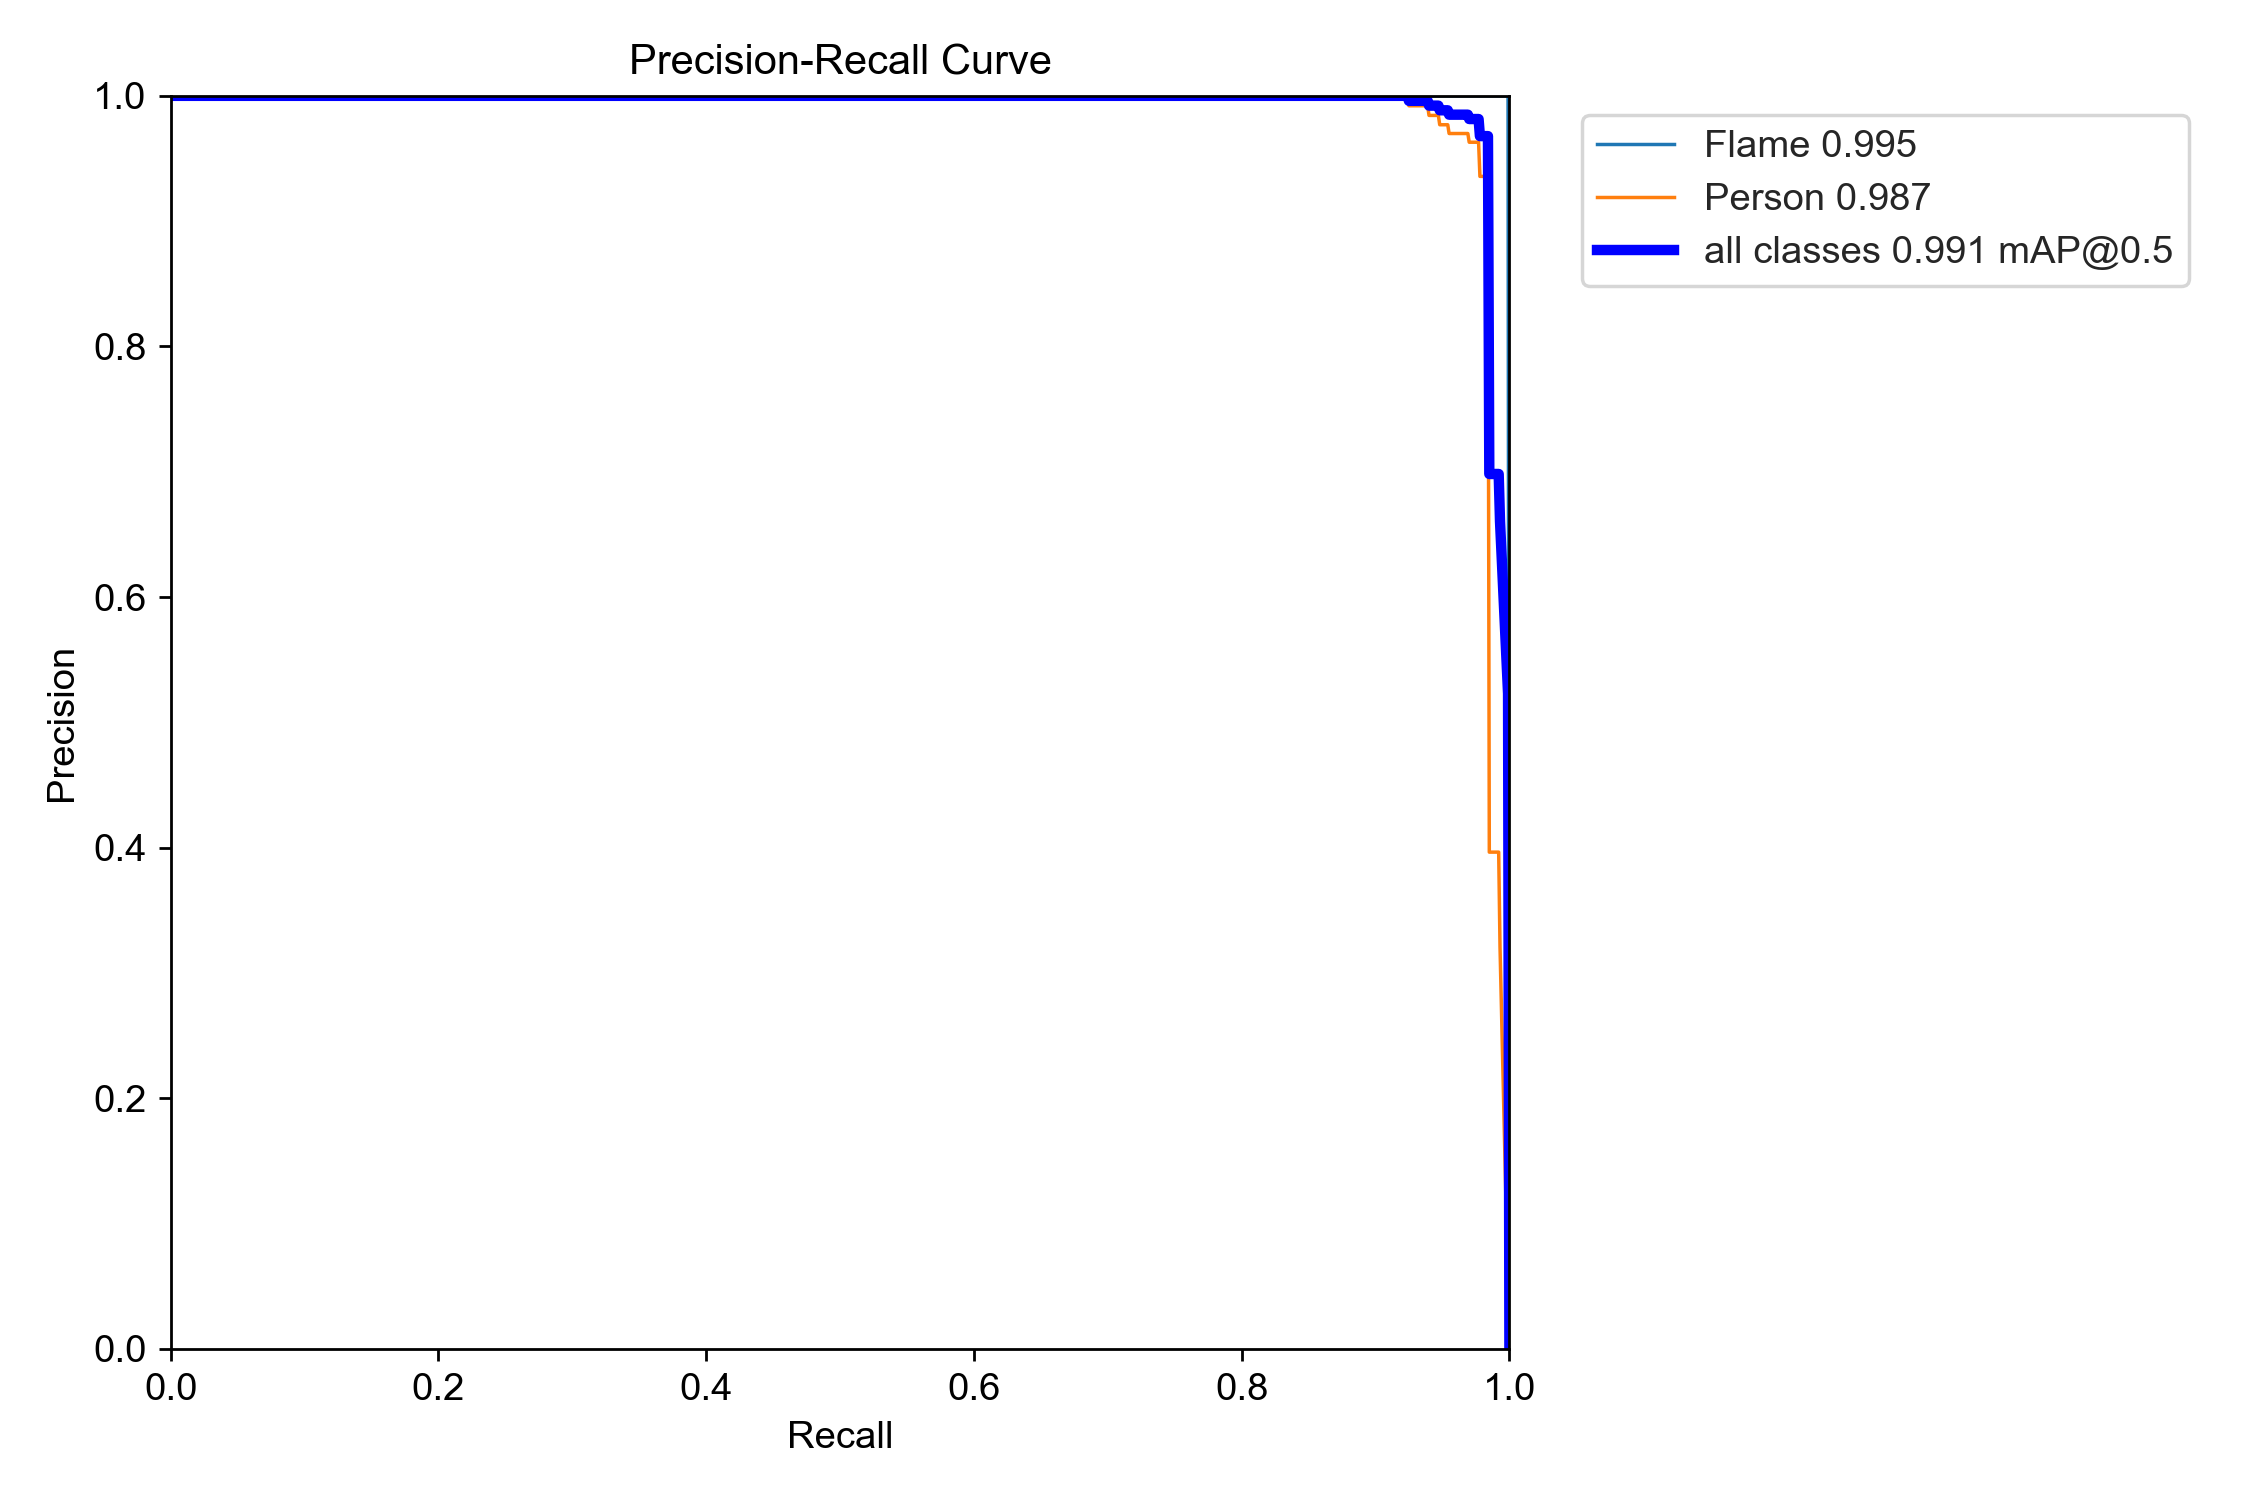 Precision-Recall Curve
1.0
0.8
0.6
0.4
0.2
0.0
Precision
0.0 0.2 0.4 0.6 0.8 1.0
Recall
Flame 0.995
Person 0.987
all classes 0.991 mAP@0.5